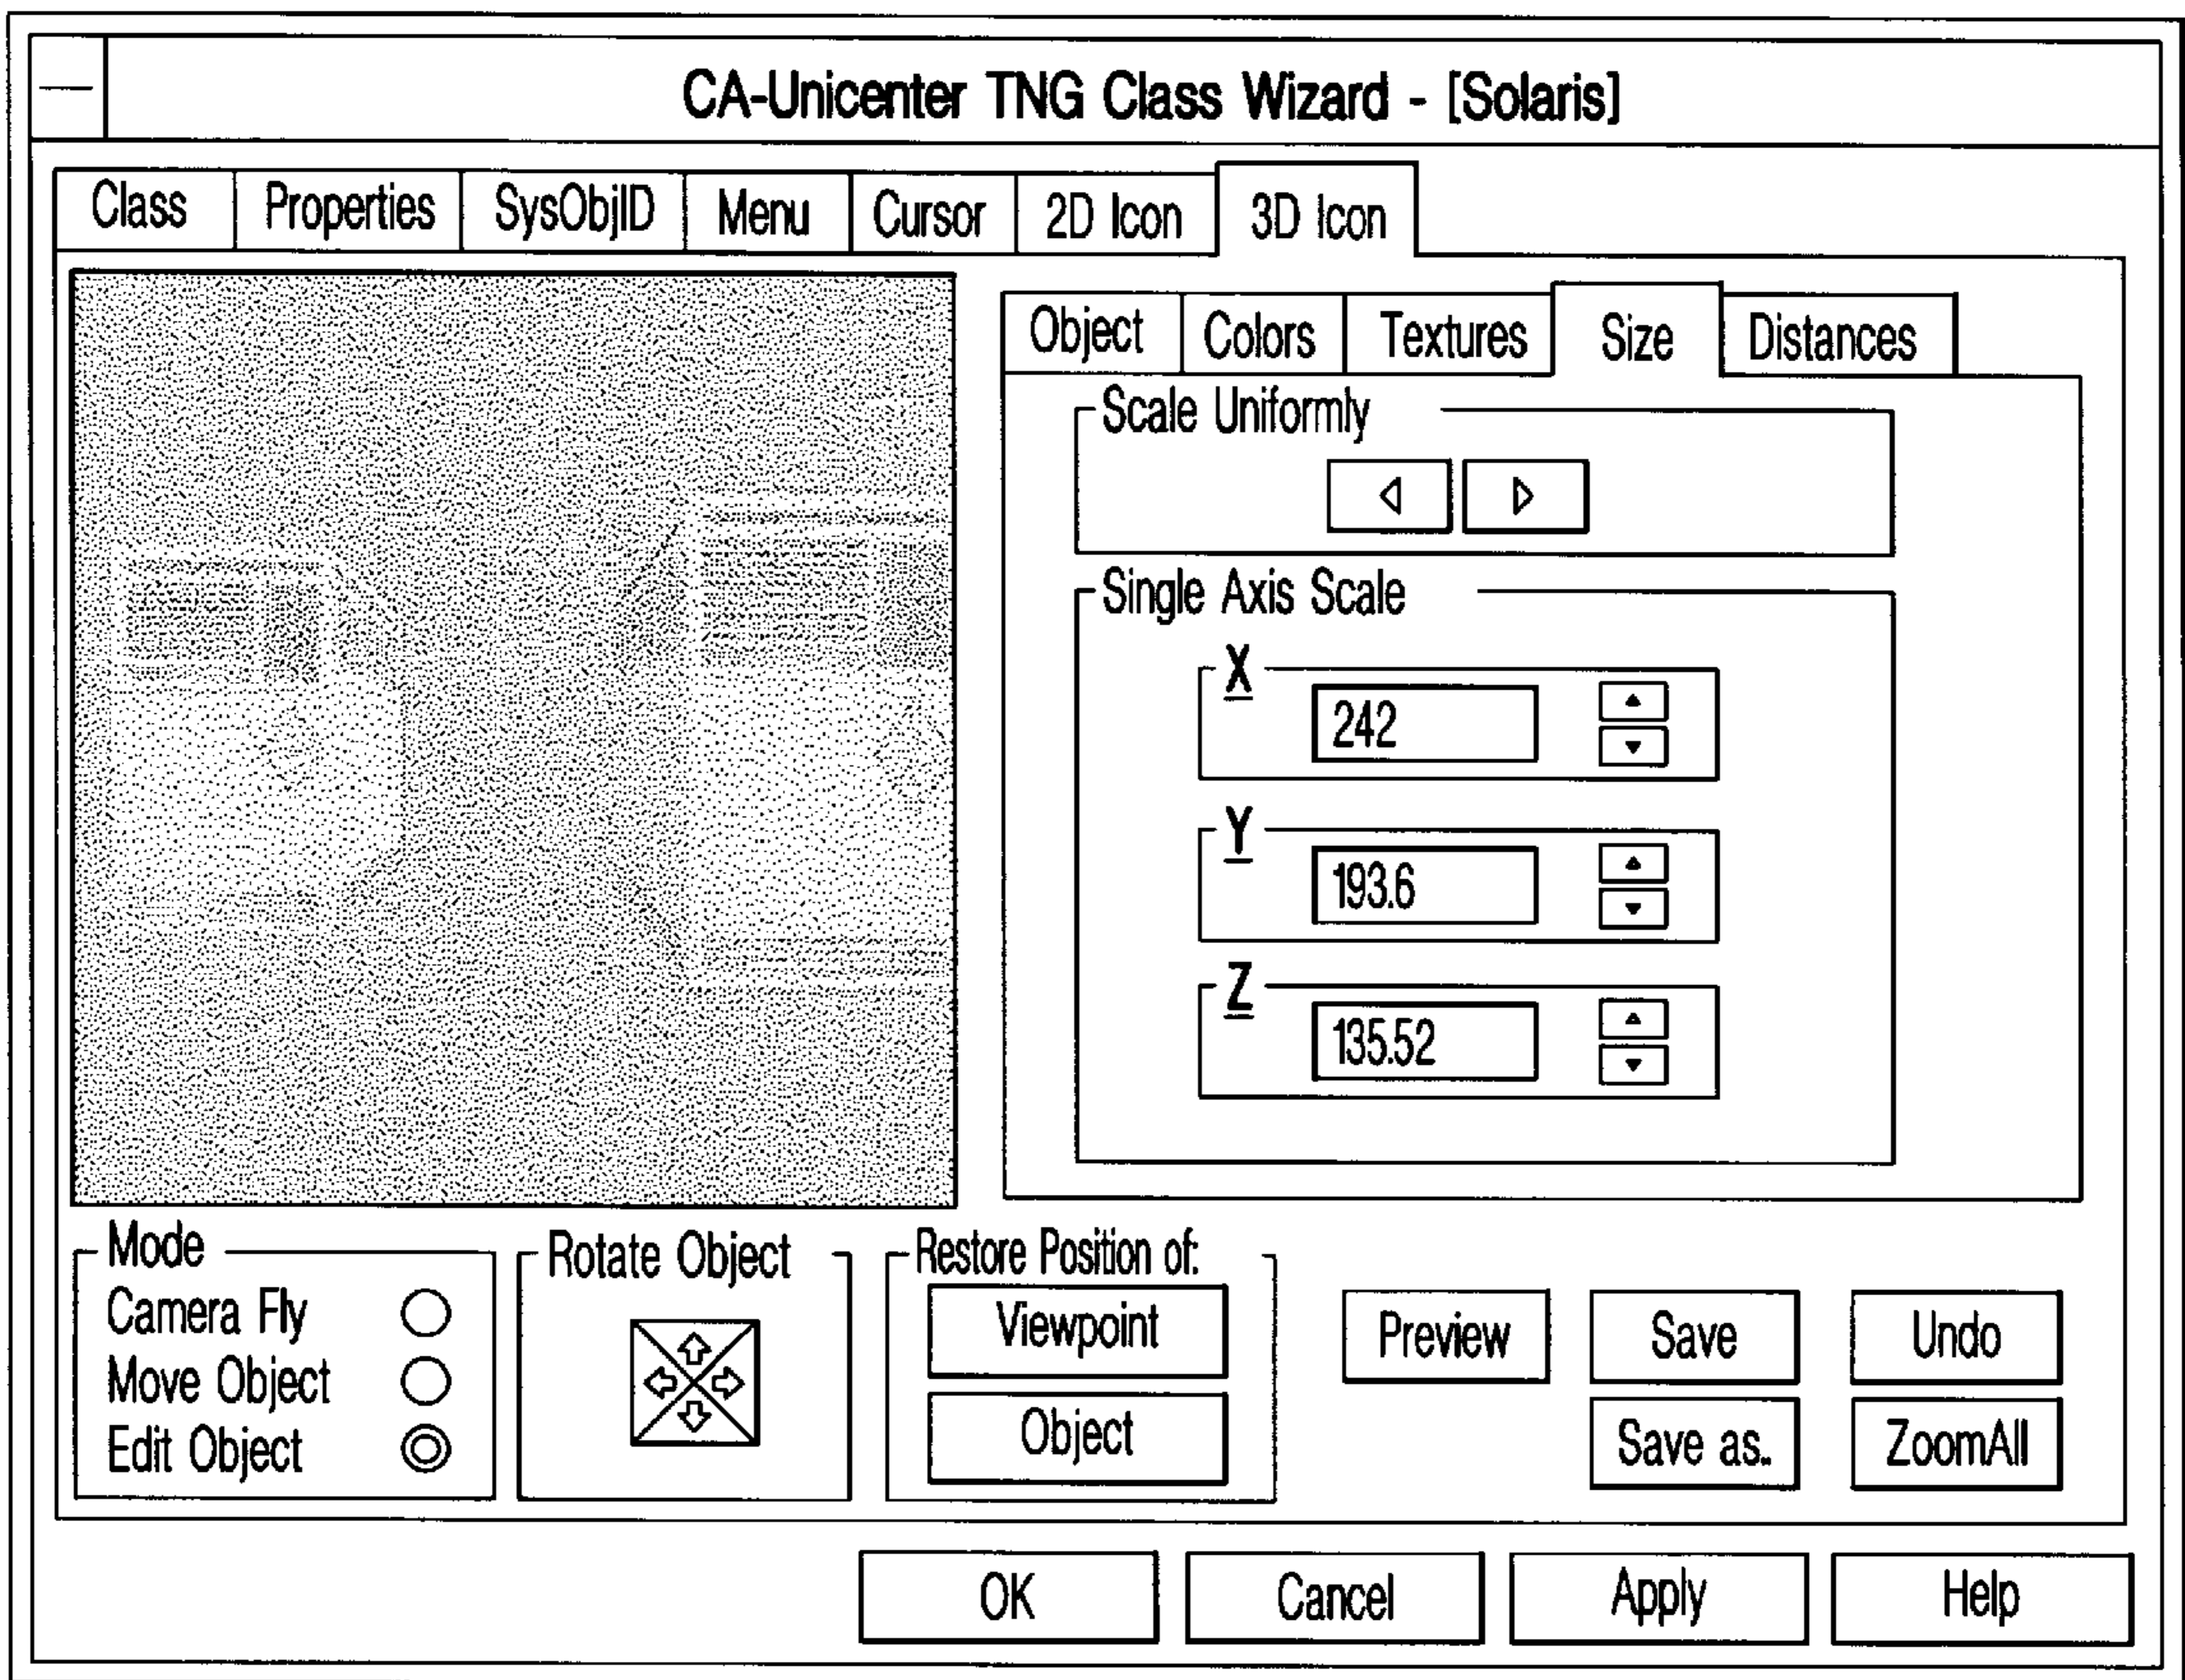 CA-Unicenter TNG Class Wizard - [Solaris]
Class Properties SysObjID Menu Cursor 2D Icon 3D Icon
Object Colors Textures Size Distances
Scale Uniformly
Single Axis Scale
X
242
Y
193.6
Z
135.52
Mode
Camera Fly
Move Object
Edit Object
Rotate Object
Restore Position of:
Viewpoint
Object
Preview Save Undo
Save as.. ZoomAll
OK Cancel Apply Help